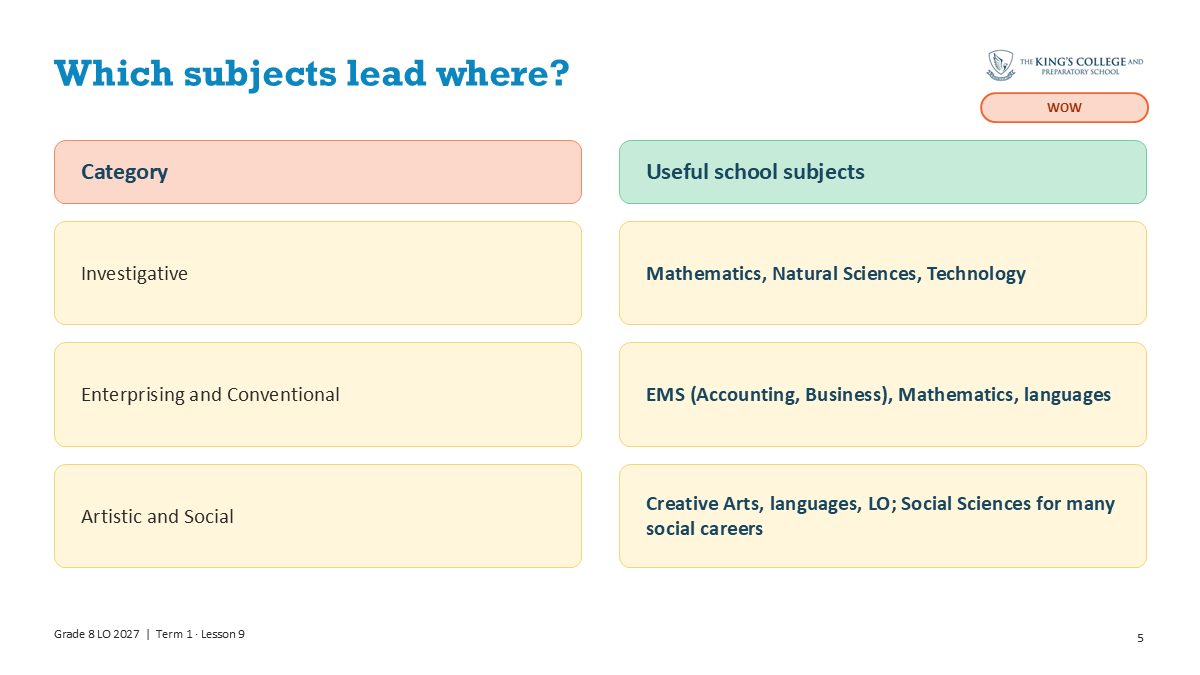 Which subjects lead where?
THE KING'S COLLEGE AND
PREPARATORY SCHOOL
WOW
Category
Useful school subjects
Investigative
Mathematics, Natural Sciences, Technology
Enterprising and Conventional
EMS (Accounting, Business), Mathematics, languages
Artistic and Social
Creative Arts, languages, LO; Social Sciences for many
social careers
Grade 8 LO 2027 | Term 1 · Lesson 9
5